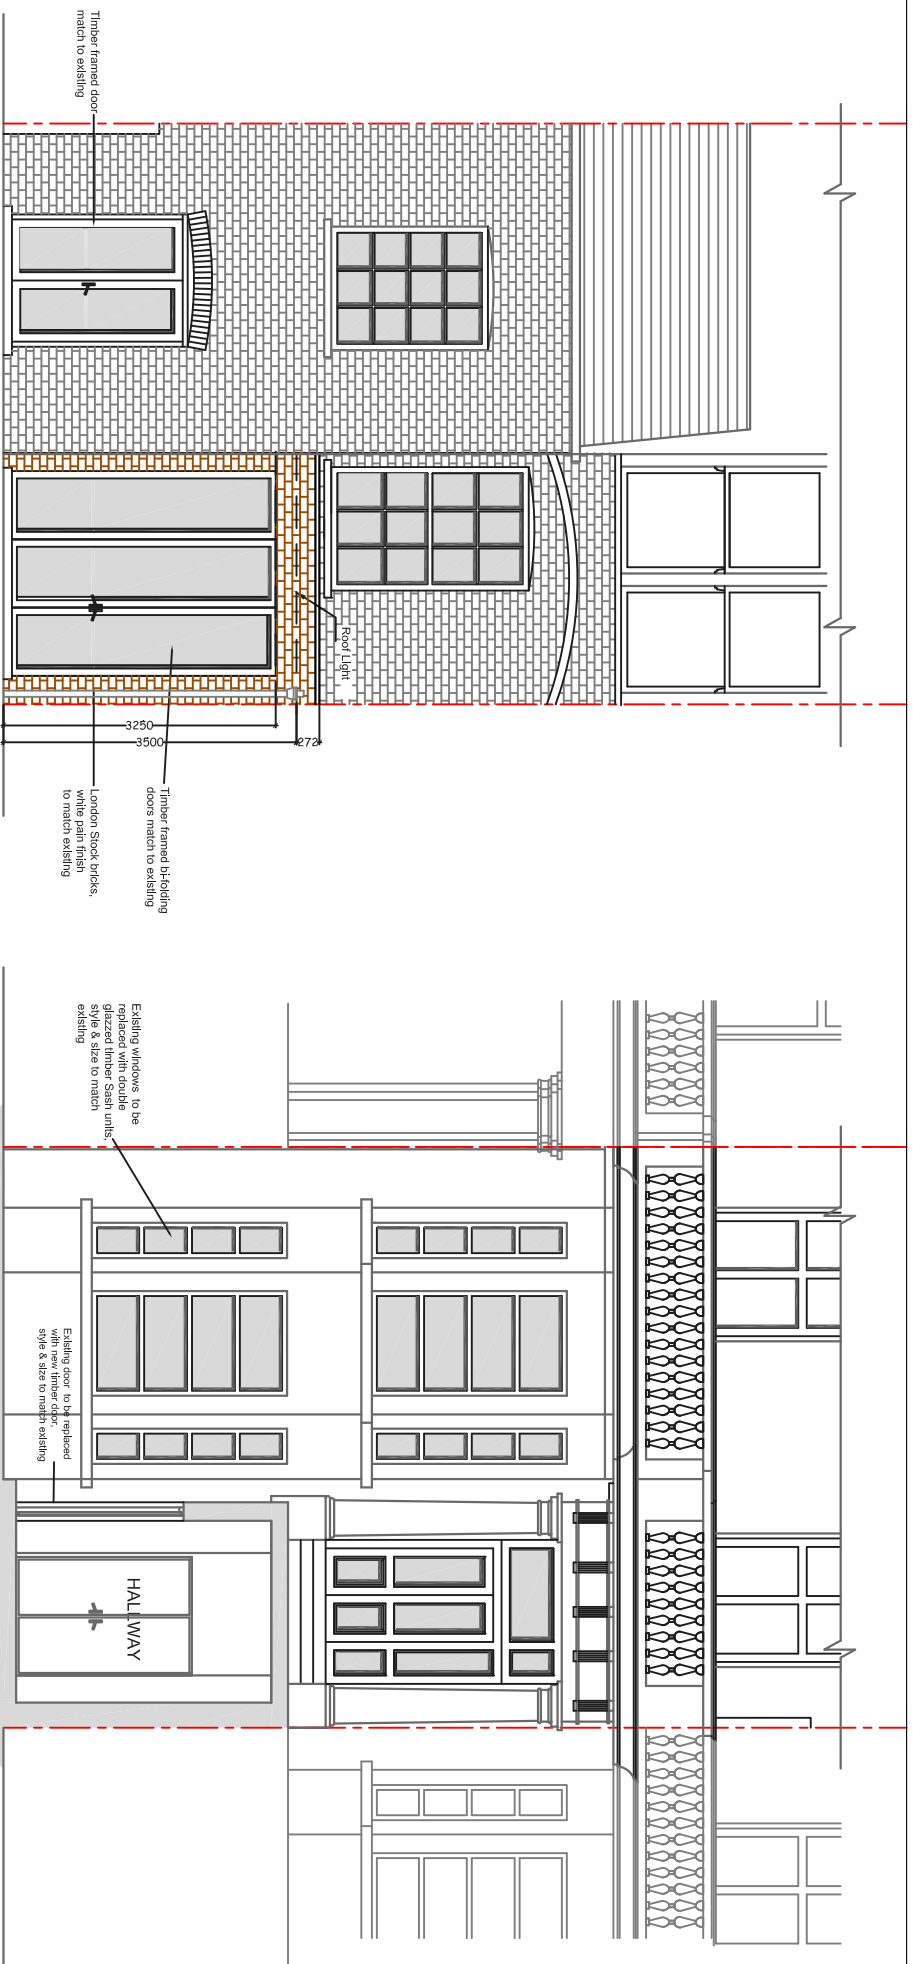 Timber framed door
match to existing
Roof Light
3250
3500
272
Timber framed bi-folding
doors match to existing
London Stock bricks,
white pain finish
to match existing
Existing windows to be
replaced with double
glazzed timber Sash units,
style & size to match
existing
Existing door to be replaced
with new timber door,
style & size to match existing
HALLWAY